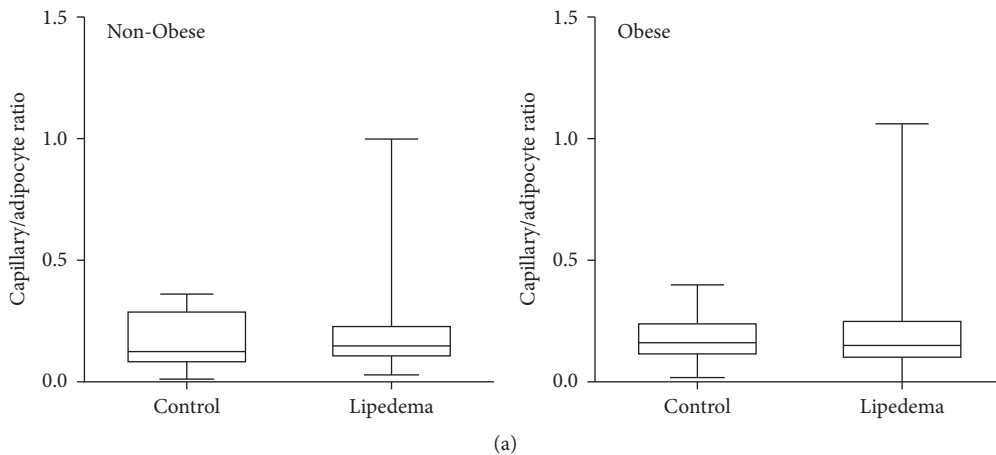 Non-Obese
Capillary/adipocyte ratio
1.5
1.0
0.5
0.0
Control Lipedema
Obese
Capillary/adipocyte ratio
1.5
1.0
0.5
0.0
Control Lipedema
(a)